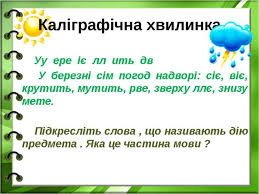 Каліграфічна хвилинка
Уу ере іє лл ить дв
У березні сім погод надворі: сіє, віє,
крутить, мутить, рве, зверху ллє, знизу
мете.
Підкресліть слова , що називають дію
предмета . Яка це частина мови ?